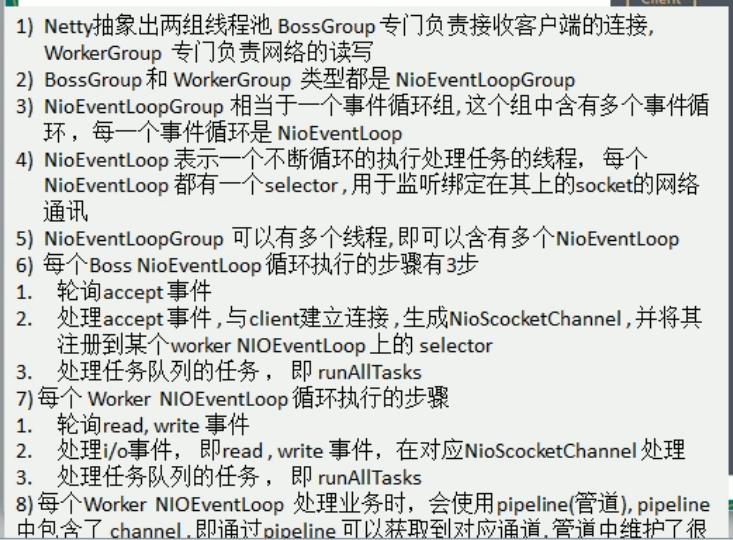 Client
1) Netty抽象出两组线程池 BossGroup 专门负责接收客户端的连接,
WorkerGroup 专门负责网络的读写
2) BossGroup 和 WorkerGroup 类型都是 NioEventLoopGroup
3) NioEventLoopGroup 相当于一个事件循环组, 这个组中含有多个事件循
环 ，每一个事件循环是 NioEventLoop
4) NioEventLoop 表示一个不断循环的执行处理任务的线程， 每个
NioEventLoop 都有一个selector , 用于监听绑定在其上的socket的网络
通讯
5) NioEventLoopGroup 可以有多个线程, 即可以含有多个NioEventLoop
6) 每个Boss NioEventLoop 循环执行的步骤有3步
1. 轮询accept 事件
2. 处理accept 事件 , 与client建立连接 , 生成NioScocketChannel , 并将其
注册到某个worker NIOEventLoop 上的 selector
3. 处理任务队列的任务 ， 即 runAllTasks
7) 每个 Worker NIOEventLoop 循环执行的步骤
1. 轮询read, write 事件
2. 处理i/o事件， 即read , write 事件，在对应NioScocketChannel 处理
3. 处理任务队列的任务 ， 即 runAllTasks
8) 每个Worker NIOEventLoop 处理业务时，会使用pipeline(管道), pipeline
中包含了 channel , 即通过pipeline 可以获取到对应通道, 管道中维护了很